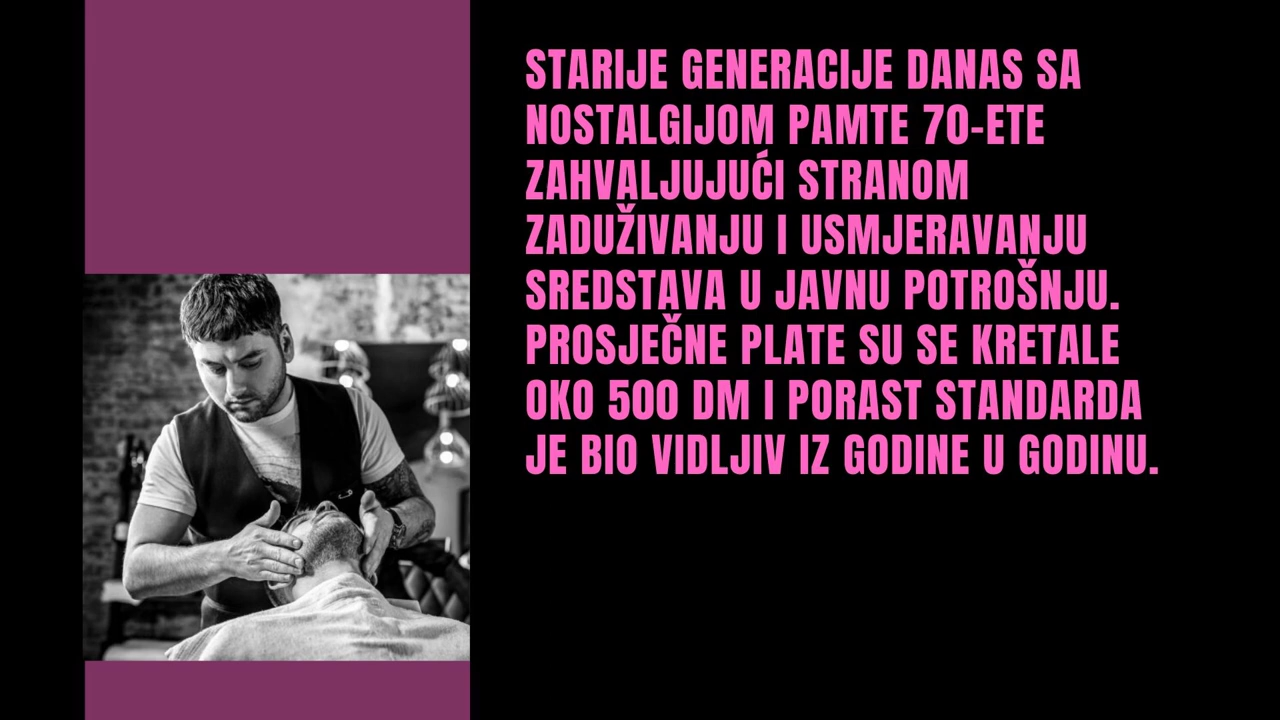 STARIJE GENERACIJE DANAS SA
NOSTALGIJOM PAMTE 70-ETE
ZAHVALJUJUĆI STRANOM
ZADUŽIVANJU I USMJERAVANJU
SREDSTAVA U JAVNU POTROŠNJU.
PROSJEČNE PLATE SU SE KRETALE
OKO 500 DM I PORAST STANDARDA
JE BIO VIDLJIV IZ GODINE U GODINU.